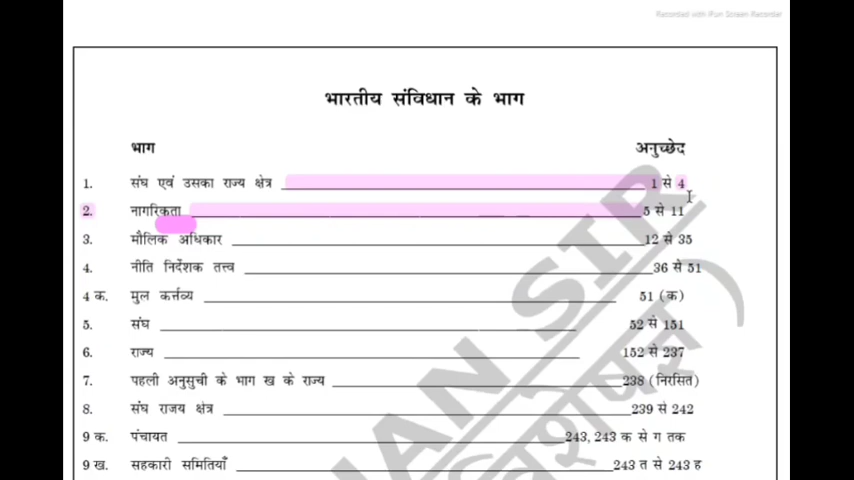 Recorded with iFun Screen Recorder
भारतीय संविधान के भाग
भाग अनुच्छेद
1. संघ एवं उसका राज्य क्षेत्र 1 से 4
2. नागरिकता 5 से 11
3. मौलिक अधिकार 12 से 35
4. नीति निर्देशक तत्त्व 36 से 51
4 क. मुल कर्त्तव्य 51 (क)
5. संघ 52 से 151
6. राज्य 152 से 237
7. पहली अनुसुची के भाग ख के राज्य 238 (निरसित)
8. संघ राजय क्षेत्र 239 से 242
9 क. पंचायत 243, 243 क से ग तक
9 ख. सहकारी समितियाँ 243 त से 243 ह
SIR